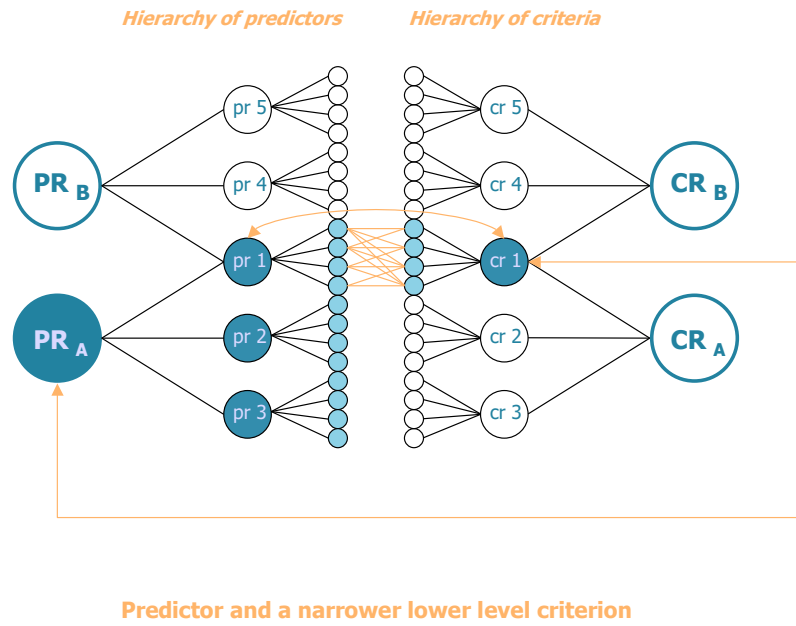 Hierarchy of predictors Hierarchy of criteria
pr 5 cr 5
PR B pr 4 cr 4 CR B
pr 1 cr 1
PR A pr 2 cr 2 CR A
pr 3 cr 3
Predictor and a narrower lower level criterion